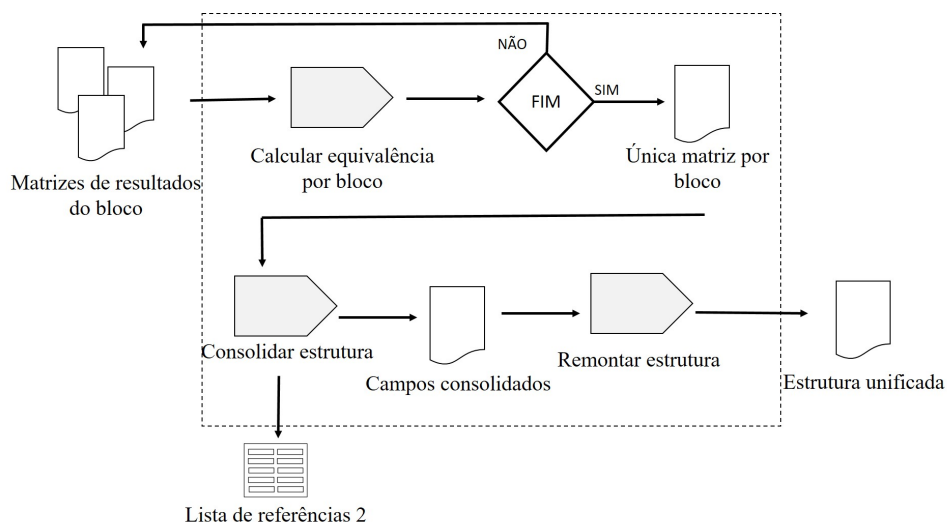 NÃO
FIM
SIM
Calcular equivalência
por bloco
Única matriz por
bloco
Matrizes de resultados
do bloco
Consolidar estrutura
Campos consolidados
Remontar estrutura
Estrutura unificada
Lista de referências 2